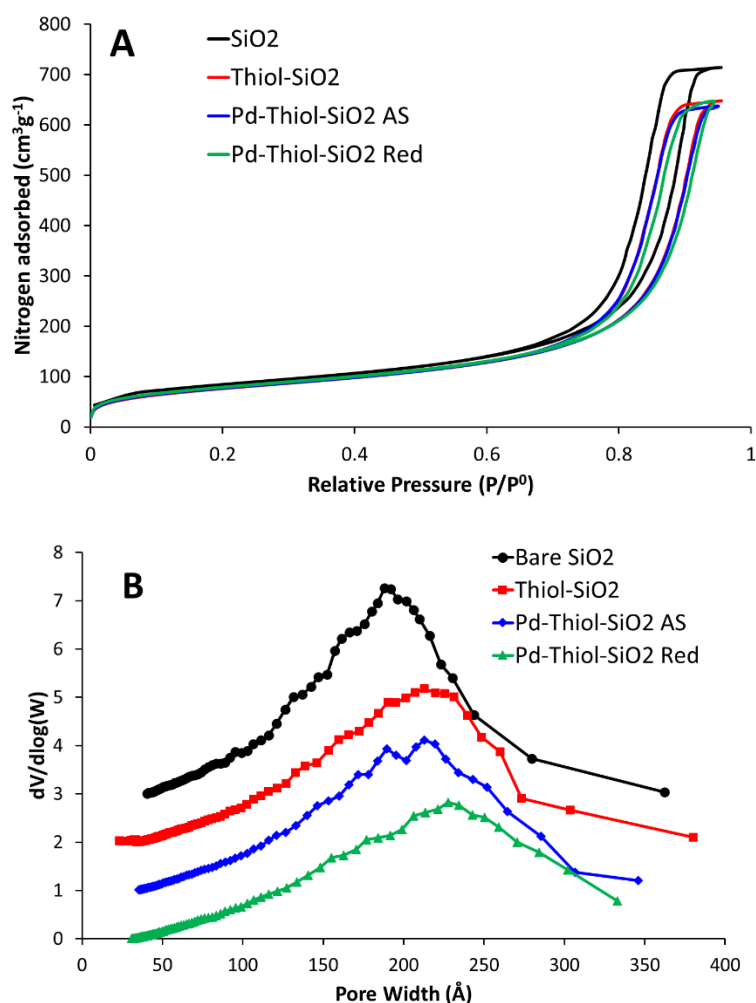 A
SiO2
Thiol-SiO2
Pd-Thiol-SiO2 AS
Pd-Thiol-SiO2 Red
Nitrogen adsorbed (cm³g⁻¹)
800
700
600
500
400
300
200
100
0
0 0.2 0.4 0.6 0.8 1
Relative Pressure (P/P⁰)
B
Bare SiO2
Thiol-SiO2
Pd-Thiol-SiO2 AS
Pd-Thiol-SiO2 Red
dV/dlog(W)
8
7
6
5
4
3
2
1
0
0 50 100 150 200 250 300 350 400
Pore Width (Å)